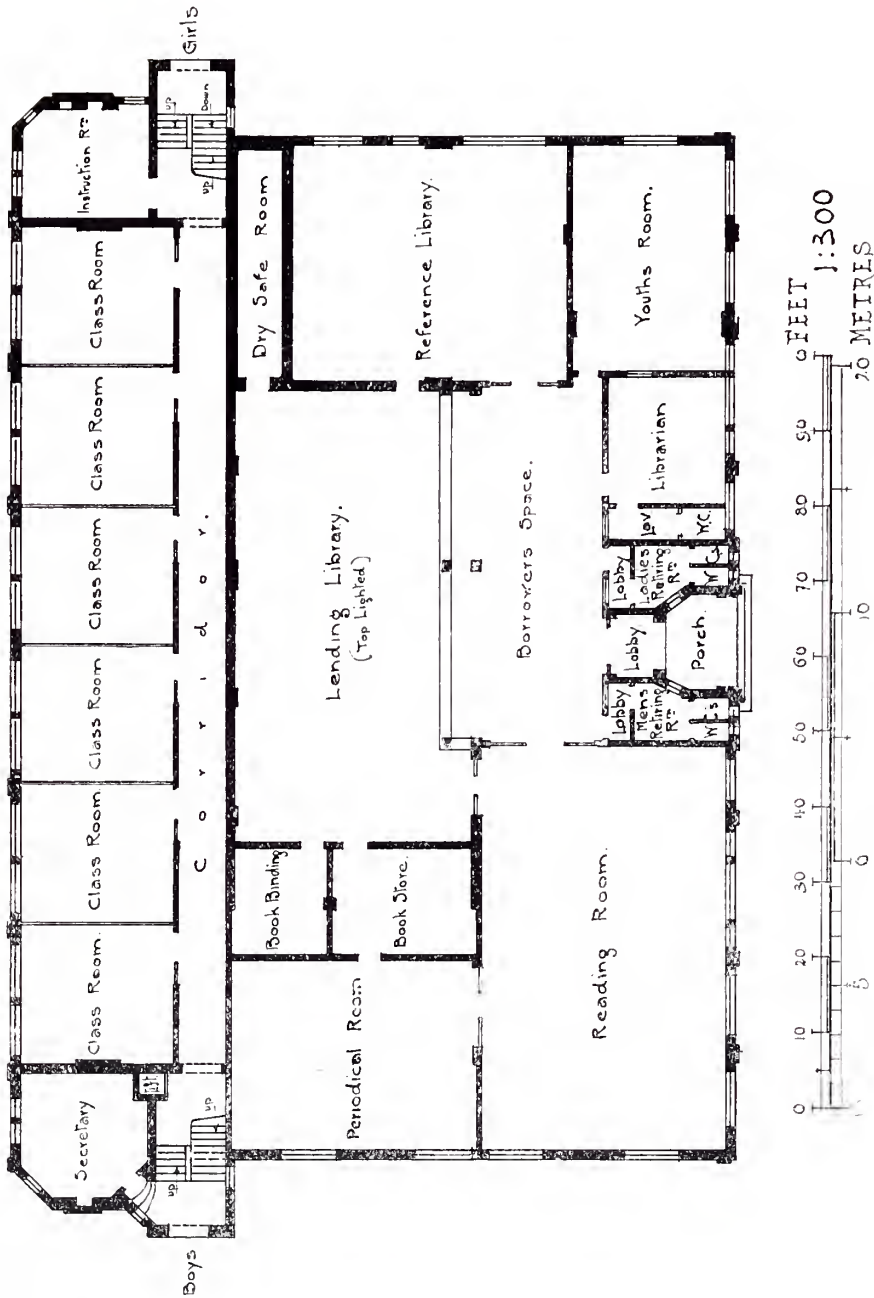 Boys
Girls
Secretary
Lift
Class Room.
Class Room
Class Room
Class Room
Class Room
Class Room
Instruction Rm
Corridor.
up
up
up
up
Down
Periodical Room
Book Binding
Book Store.
Lending Library.
(Top Lighted)
Dry Safe Room
Reference Library.
Reading Room.
Borrowers Space.
Youths Room.
Lobby
Mens
Retiring
Rm
W.C.s
Lobby
Porch.
Lobby
Ladies
Retiring
Rm
W.C.s
Lav
W.C.
Librarian
0 10 20 30 40 50 60 70 80 90 0 FEET
1:300
5 0 10 20 METRES